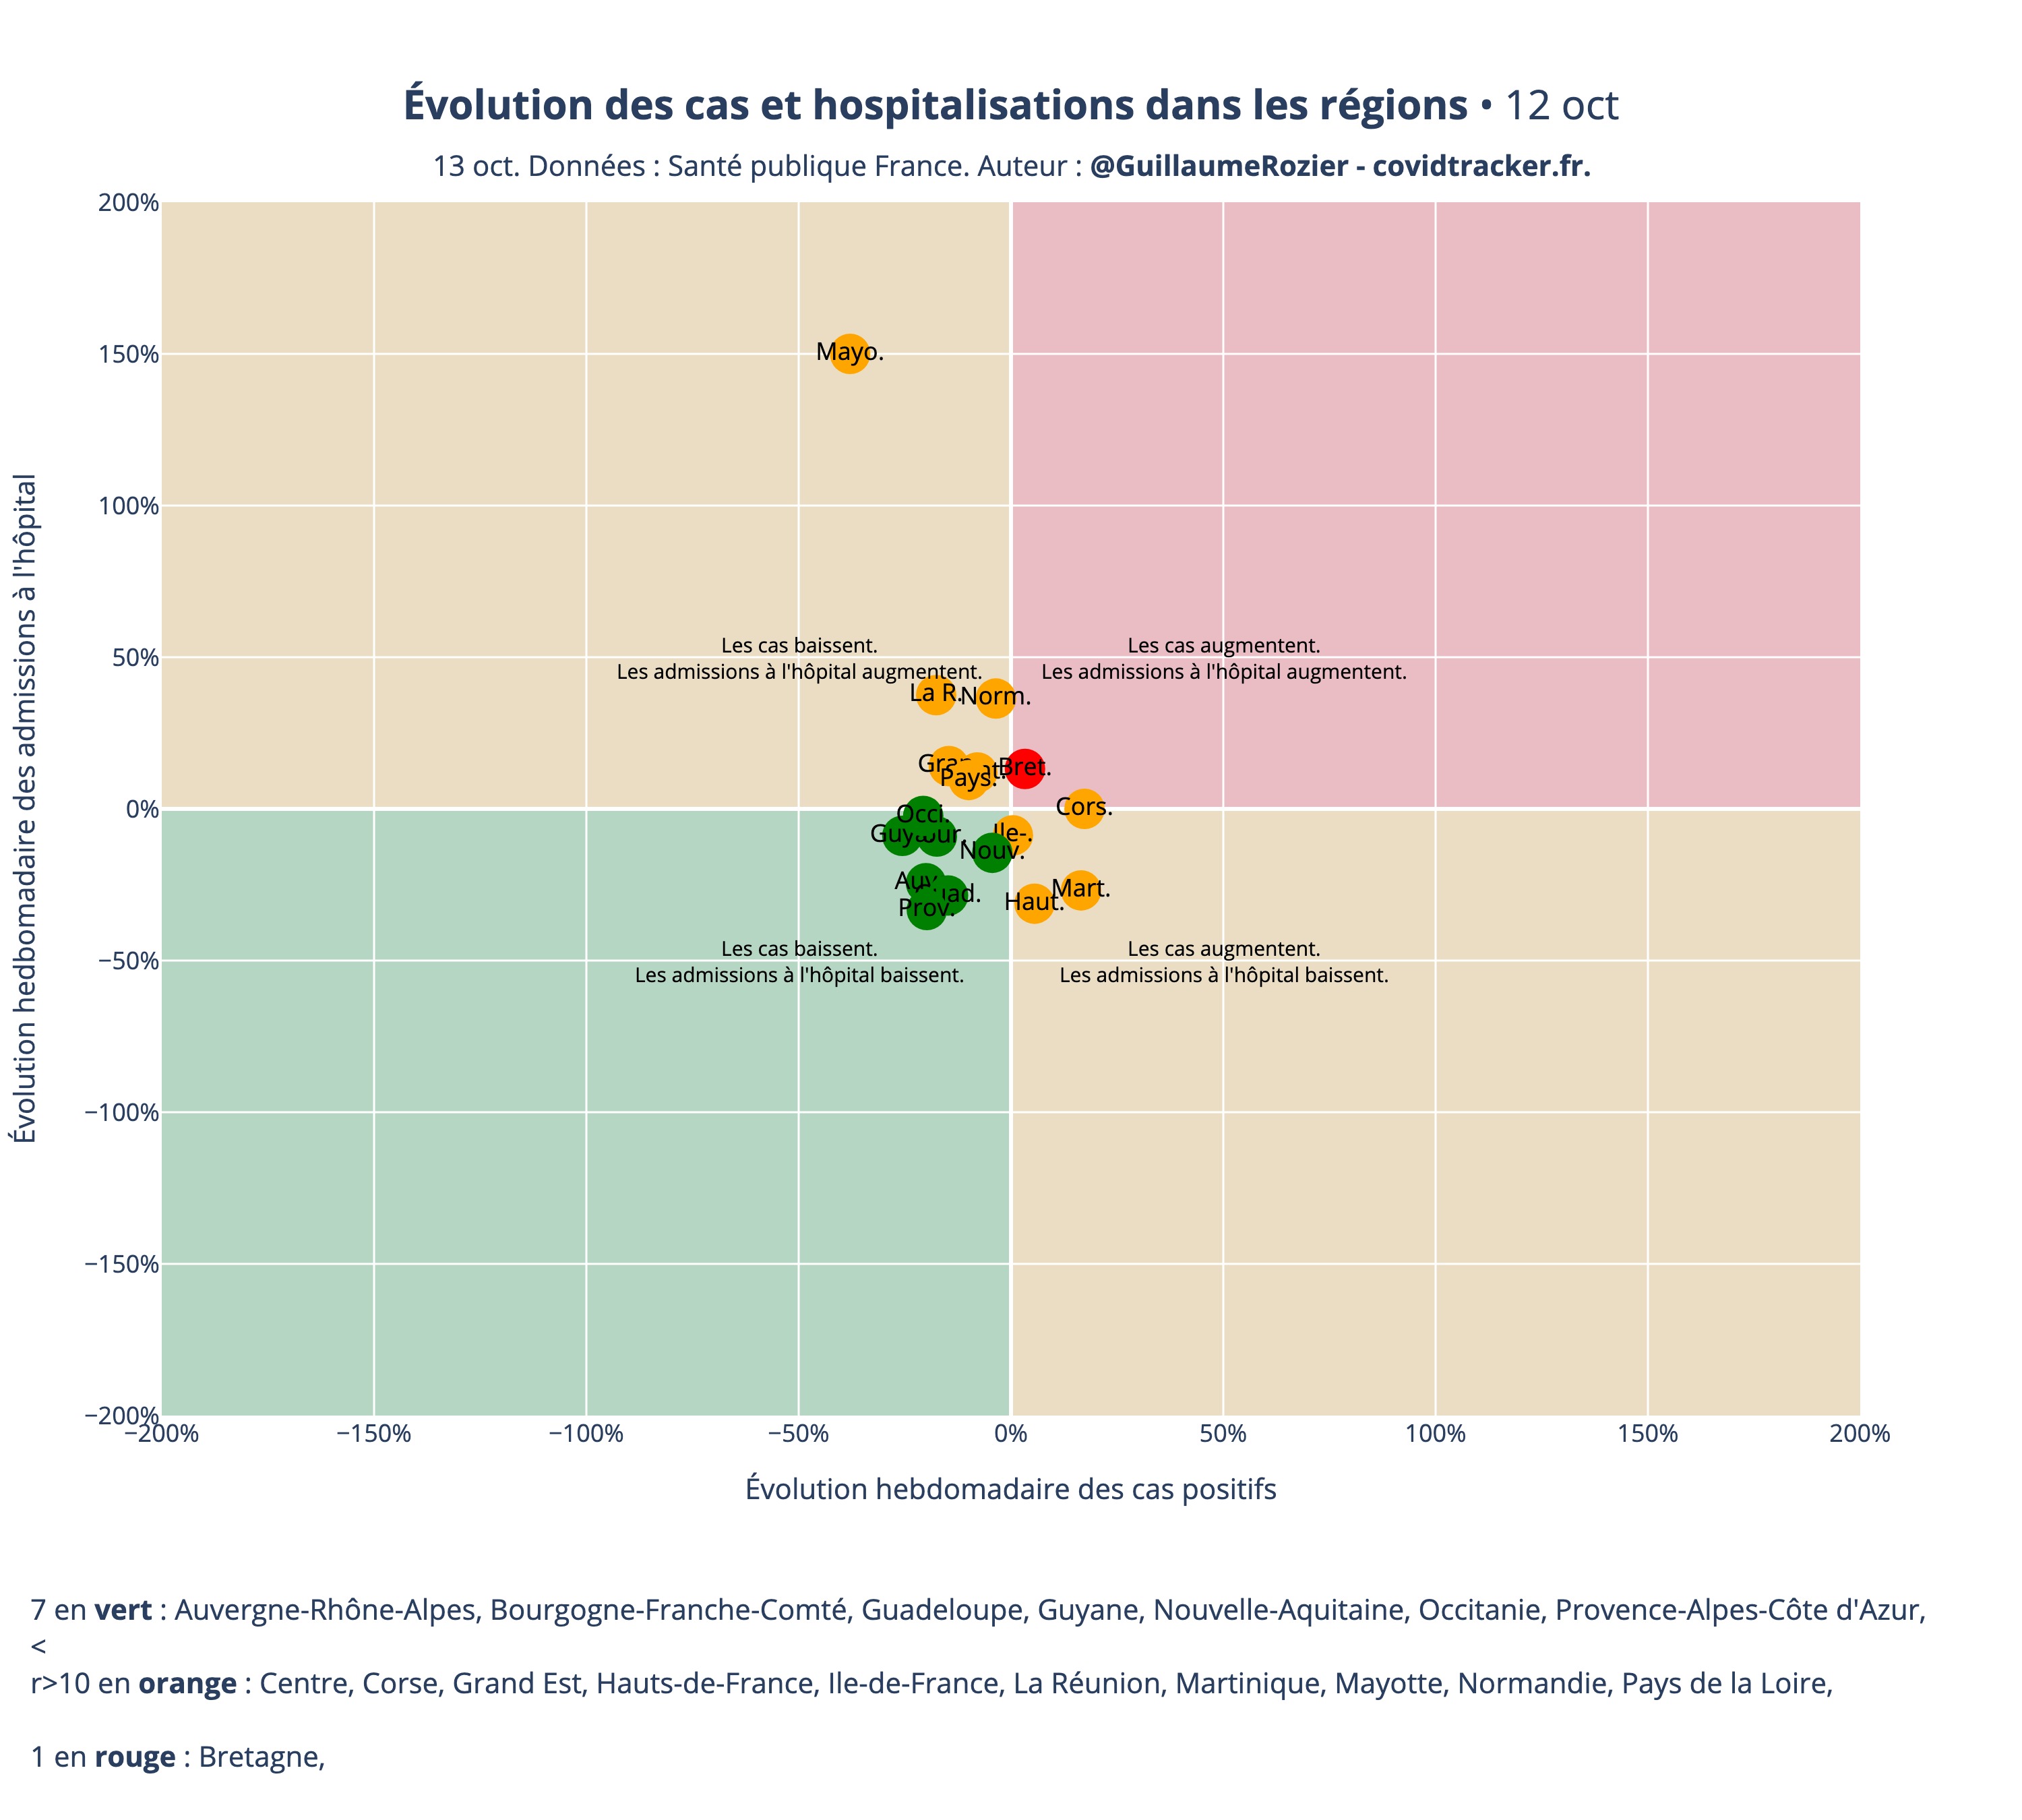 Évolution des cas et hospitalisations dans les régions • 12 oct
13 oct. Données : Santé publique France. Auteur : @GuillaumeRozier - covidtracker.fr.
Évolution hedbomadaire des admissions à l'hôpital
200%
150%
100%
50%
0%
−50%
−100%
−150%
−200%
Mayo.
Les cas baissent.
Les admissions à l'hôpital augmentent.
Les cas augmentent.
Les admissions à l'hôpital augmentent.
La R.
Norm.
Pays.
Bret.
Cors.
Occi.
Ile-.
Nouv.
Mart.
Haut.
Prov.
Les cas baissent.
Les admissions à l'hôpital baissent.
Les cas augmentent.
Les admissions à l'hôpital baissent.
−200%
−150%
−100%
−50%
0%
50%
100%
150%
200%
Évolution hebdomadaire des cas positifs
7 en vert : Auvergne-Rhône-Alpes, Bourgogne-Franche-Comté, Guadeloupe, Guyane, Nouvelle-Aquitaine, Occitanie, Provence-Alpes-Côte d'Azur,
<
r>10 en orange : Centre, Corse, Grand Est, Hauts-de-France, Ile-de-France, La Réunion, Martinique, Mayotte, Normandie, Pays de la Loire,
1 en rouge : Bretagne,